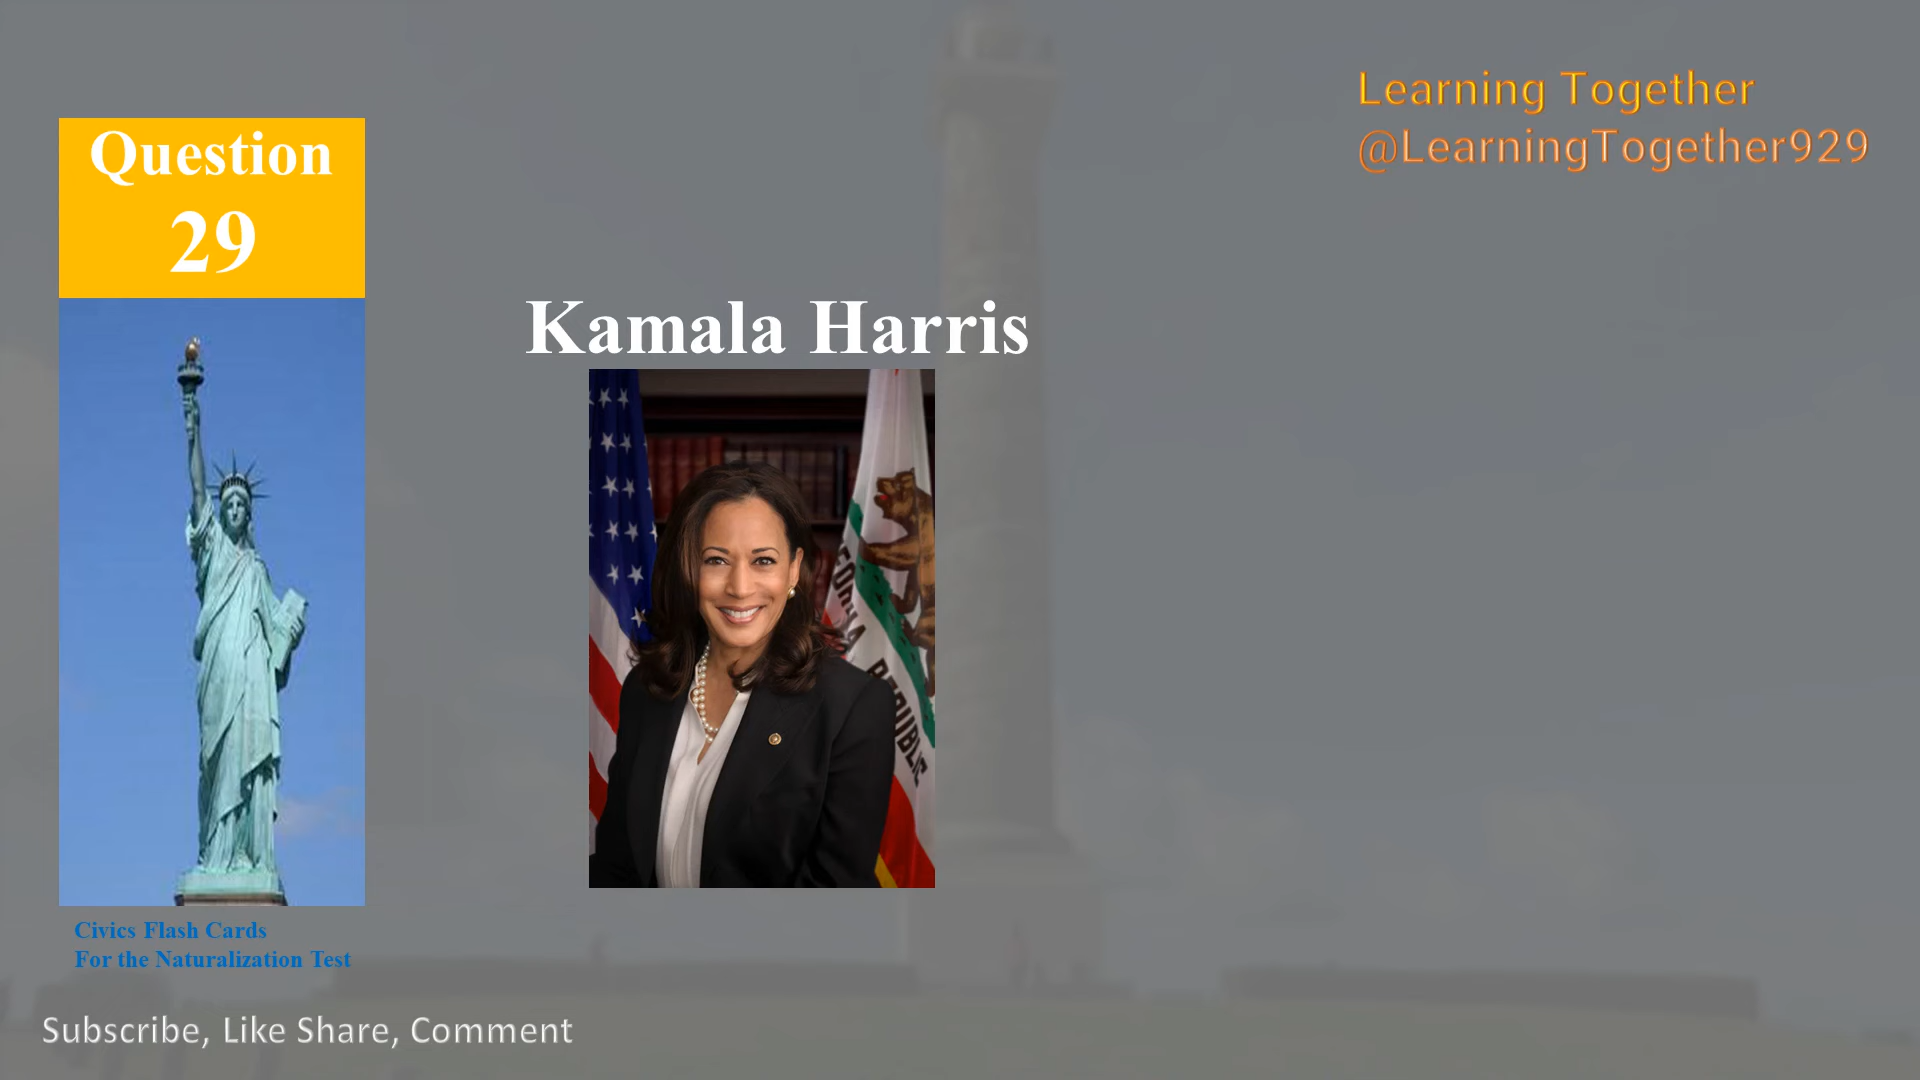 Learning Together
@LearningTogether929
Question
29
Kamala Harris
Civics Flash Cards
For the Naturalization Test
Subscribe, Like Share, Comment